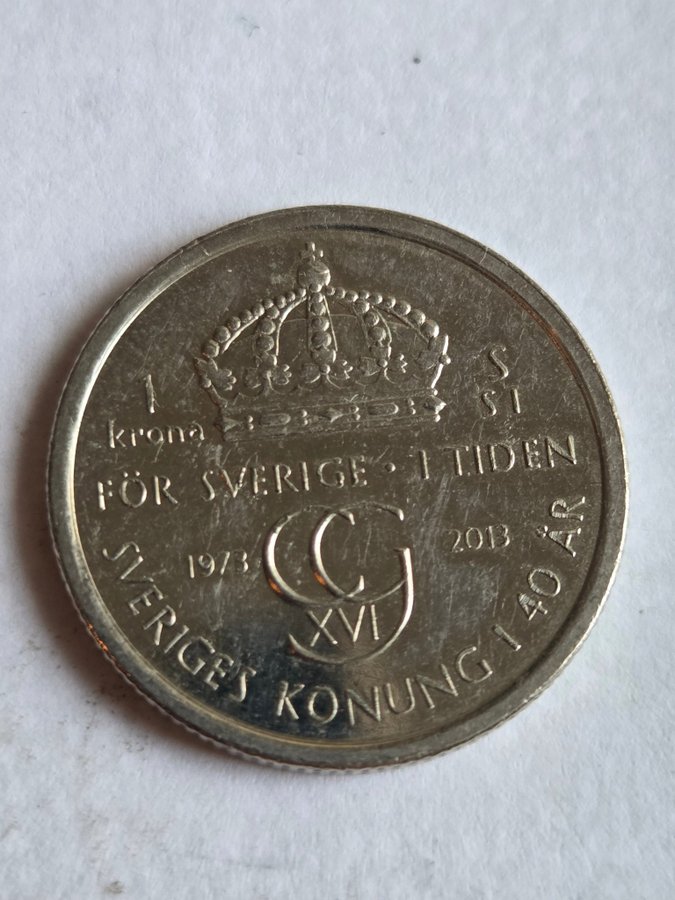 1
krona
S
SI
FÖR SVERIGE · I TIDEN
1973
CG
XVI
2013
SVERIGES KONUNG I 40 ÅR